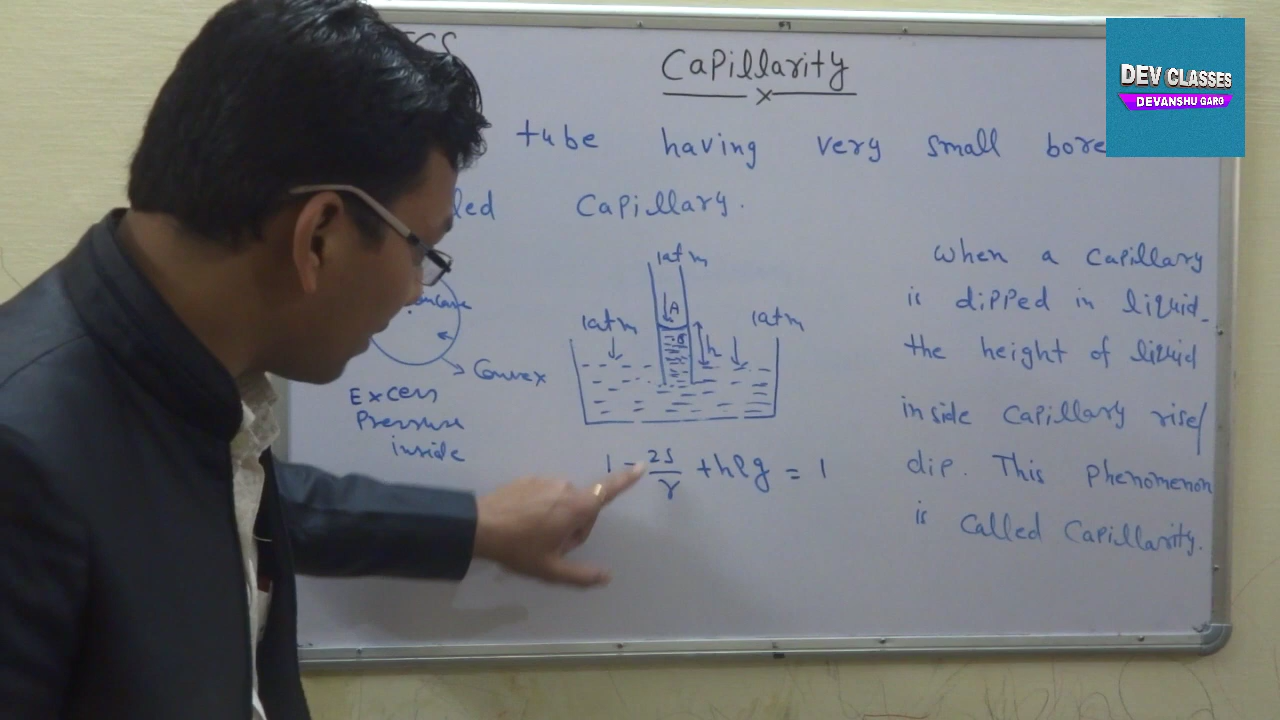 Capillarity
DEV CLASSES
DEVANSHU GARG
tube having very small bore
led Capillary.
1atm
1atm
1atm
A
h
Convex
Excess
Pressure
inside
1 - 2S/r + hρg = 1
When a Capillary
is dipped in liquid.
the height of liquid
inside Capillary rise/
dip. This phenomenon
is called Capillarity.